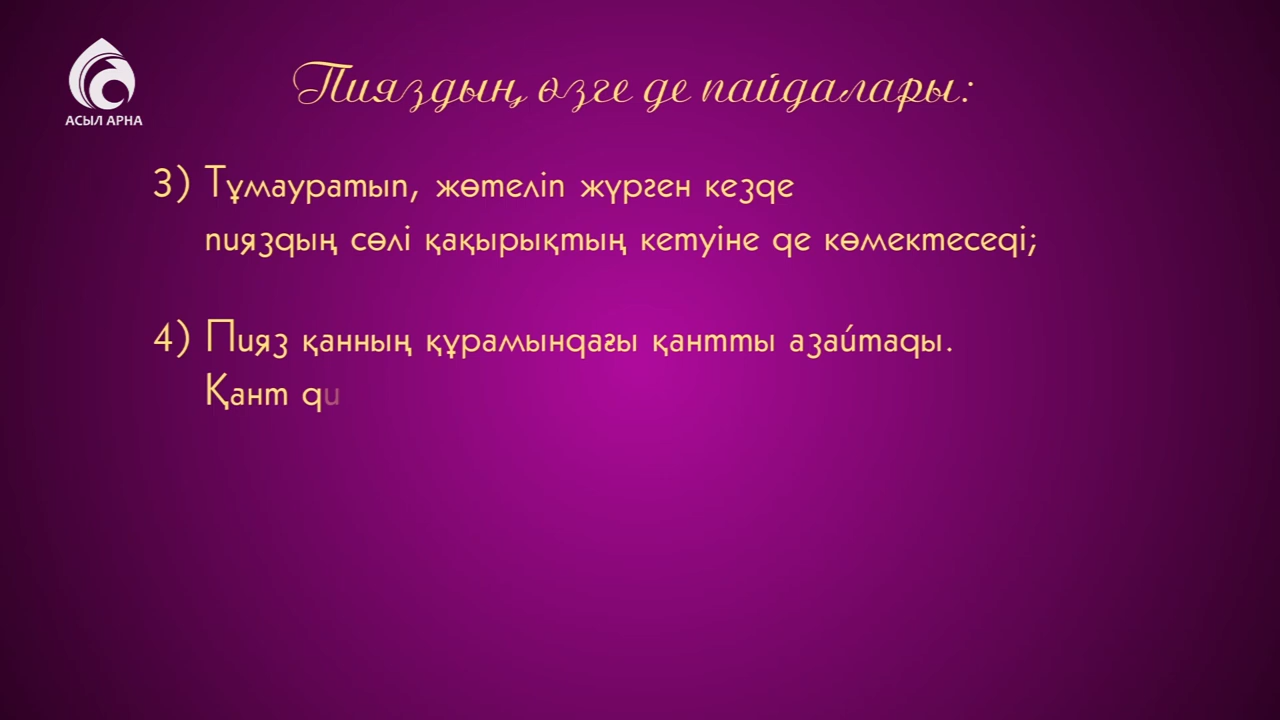 АСЫЛ АРНА
Пияздың өзге де пайдалары:
3) Тұмауратып, жөтеліп жүрген кезде
пияздың сөлі қақырықтың кетуіне де көмектеседі;
4) Пияз қанның құрамындағы қантты азайтады.
Қант ди